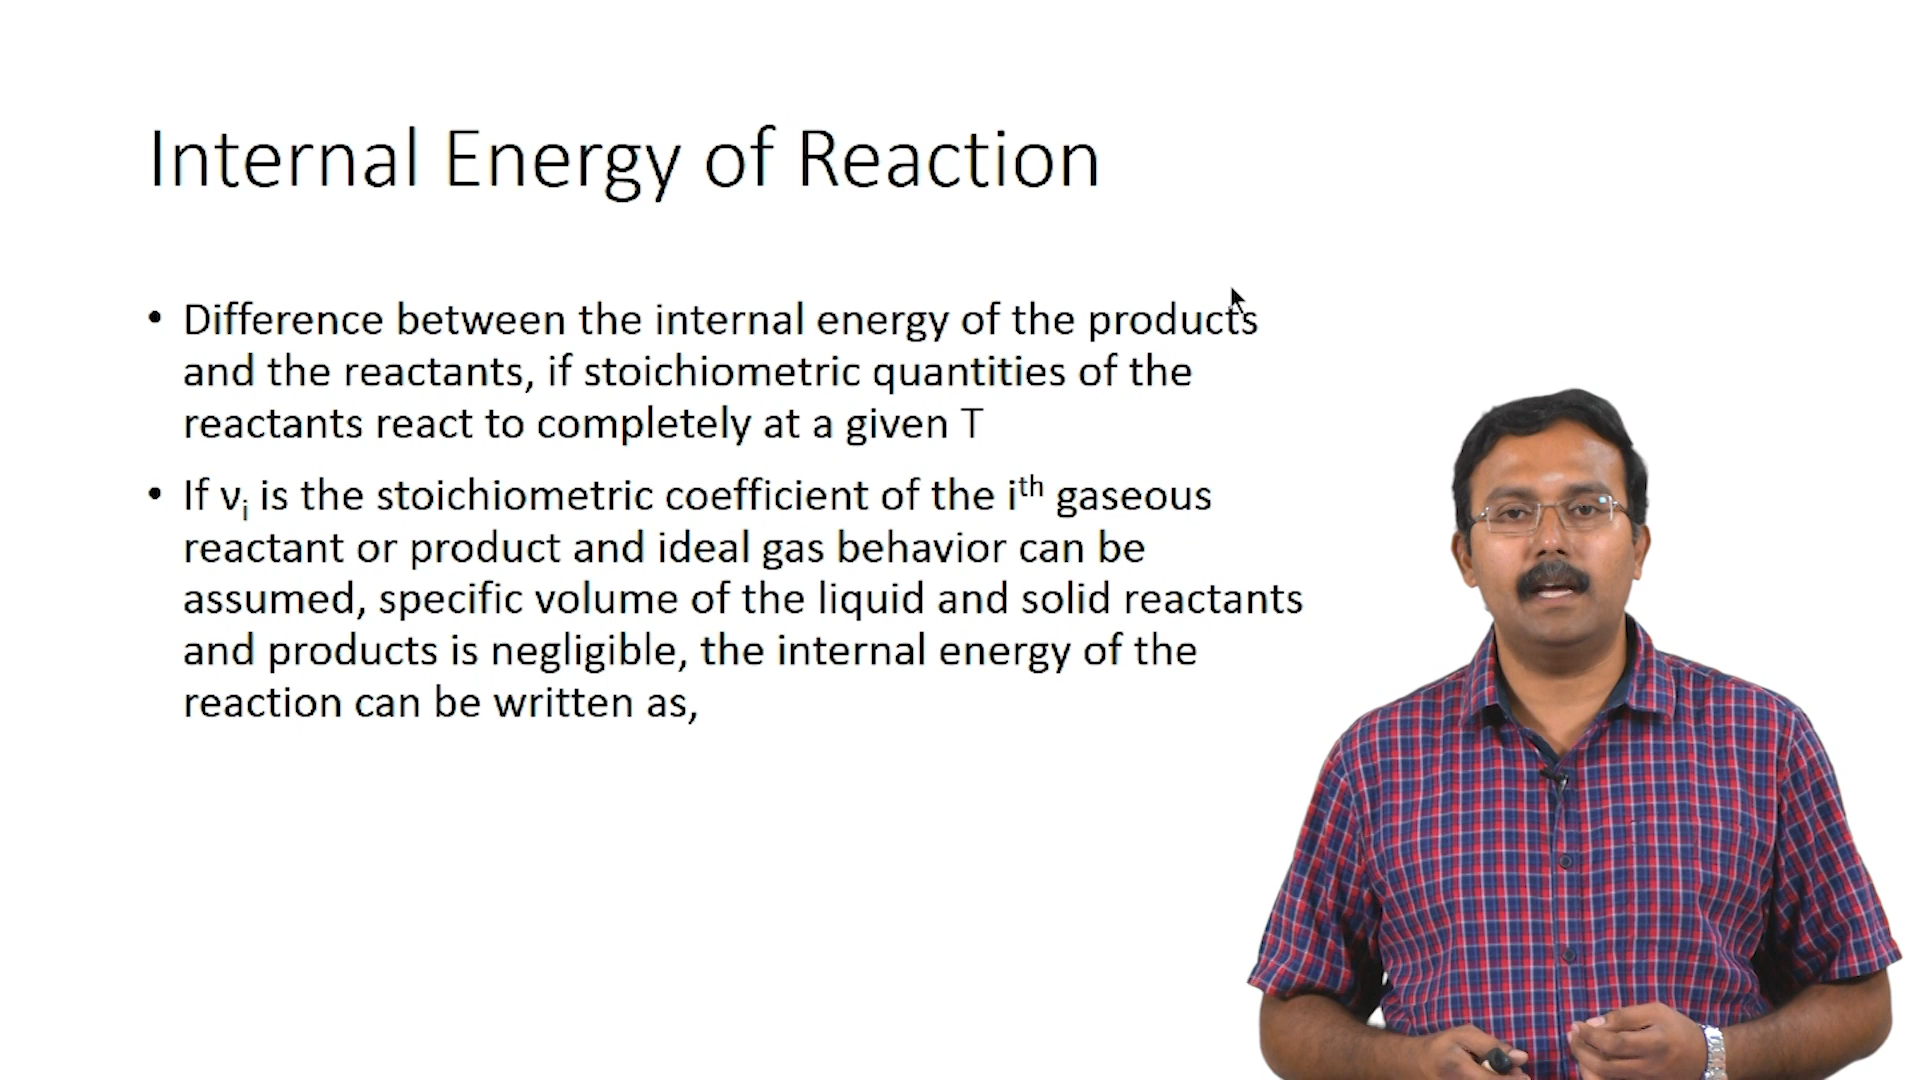 Internal Energy of Reaction
• Difference between the internal energy of the products
and the reactants, if stoichiometric quantities of the
reactants react to completely at a given T
• If νi is the stoichiometric coefficient of the ith gaseous
reactant or product and ideal gas behavior can be
assumed, specific volume of the liquid and solid reactants
and products is negligible, the internal energy of the
reaction can be written as,